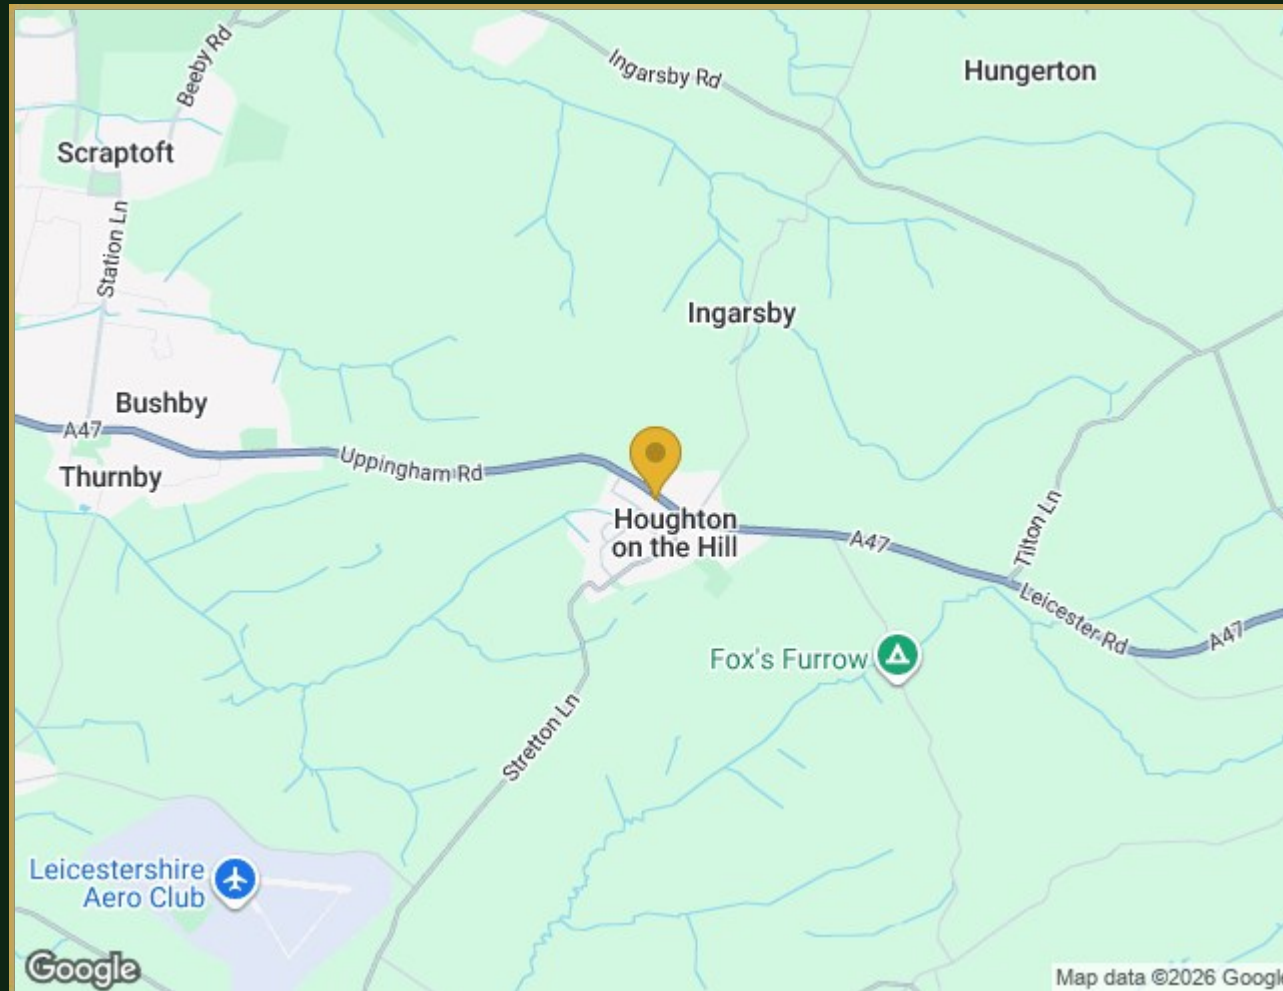 Beeby Rd
Ingarsby Rd
Hungerton
Scraptoft
Station Ln
Ingarsby
Bushby
A47
Thurnby
Uppingham Rd
Houghton
on the Hill
A47
Tilton Ln
Leicester Rd
A47
Fox's Furrow
Stretton Ln
Leicestershire
Aero Club
Google
Map data ©2026 Google